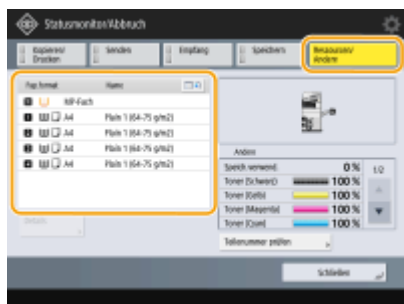 Statusmonitor/Abbruch
Kopieren/
Drucken
Senden
Empfang
Speichern
Ressourcen/
Andere
Pap.format
Name
MP-Fach
A4 Plain 1 (64-75 g/m2)
A4 Plain 1 (64-75 g/m2)
A4 Plain 1 (64-75 g/m2)
A4 Plain 1 (64-75 g/m2)
Details
Andere
Speich verwend. 0 %
1/2
Toner (Schwarz) 100 %
Toner (Gelb) 100 %
Toner (Magenta) 100 %
Toner (Cyan) 100 %
Teilenummer prüfen
Schließen